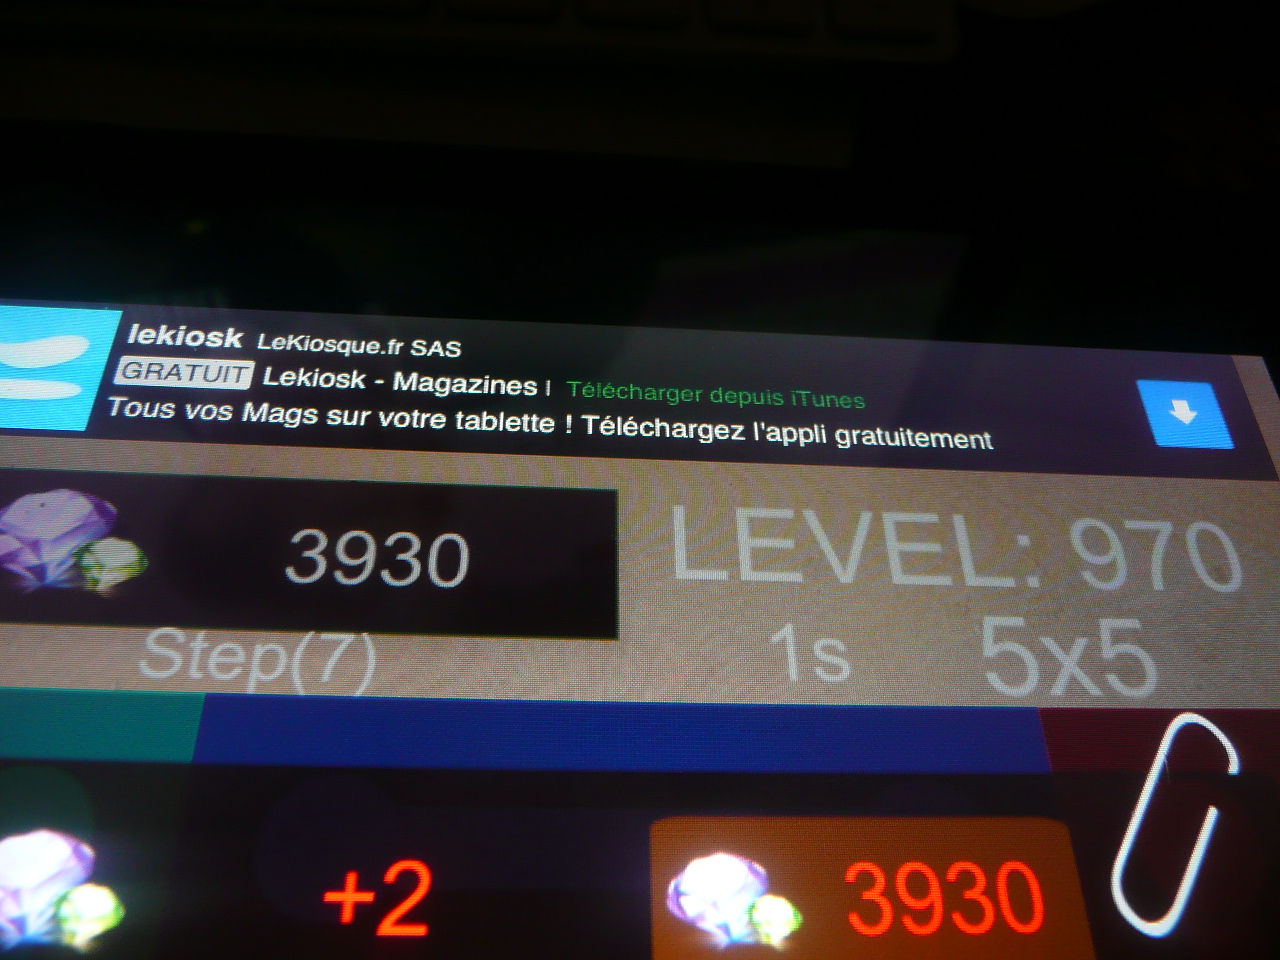 lekiosk LeKiosque.fr SAS
GRATUIT Lekiosk - Magazines | Télécharger depuis iTunes
Tous vos Mags sur votre tablette ! Téléchargez l'appli gratuitement
3930 LEVEL: 970
Step(7) 1s 5x5
+2 3930